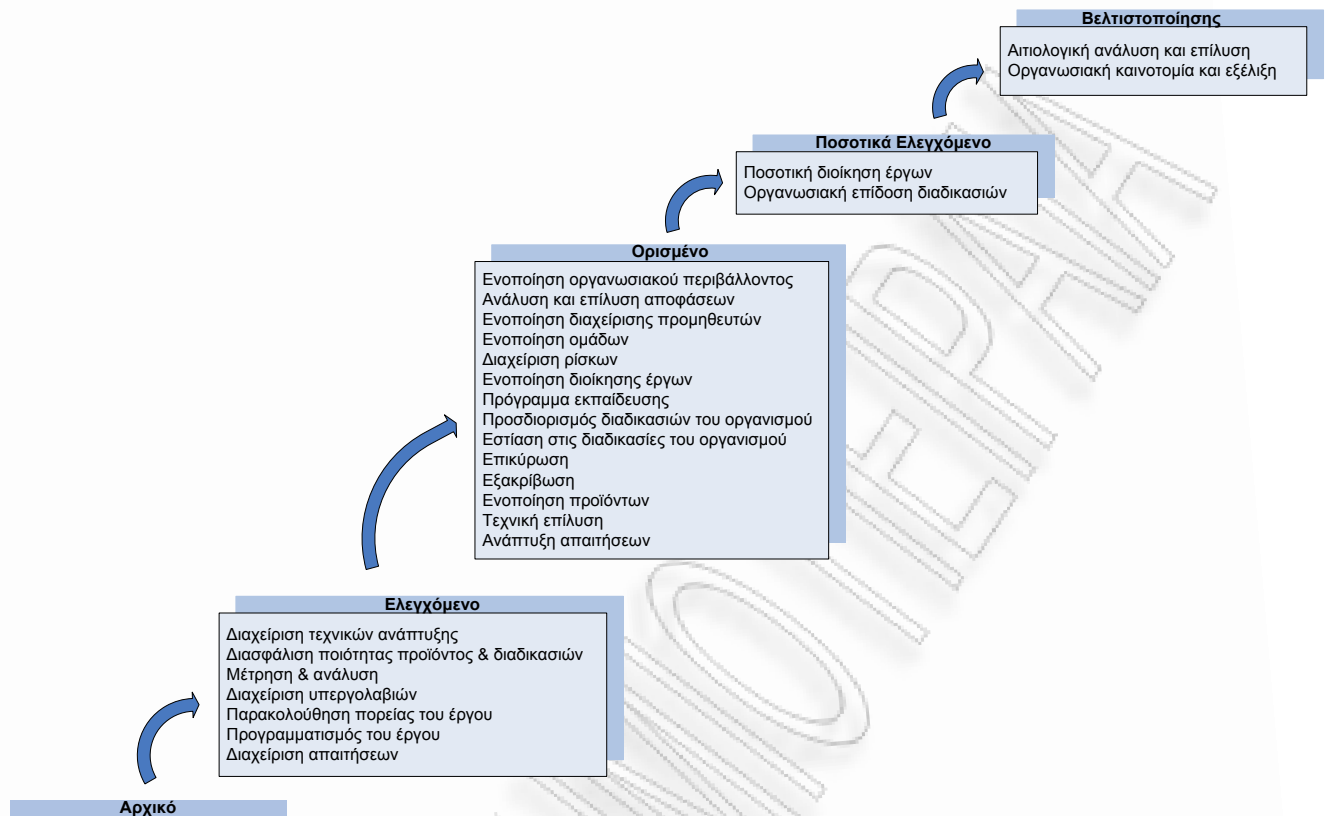 Βελτιστοποίησης
Αιτιολογική ανάλυση και επίλυση
Οργανωσιακή καινοτομία και εξέλιξη
Ποσοτικά Ελεγχόμενο
Ποσοτική διοίκηση έργων
Οργανωσιακή επίδοση διαδικασιών
Ορισμένο
Ενοποίηση οργανωσιακού περιβάλλοντος
Ανάλυση και επίλυση αποφάσεων
Ενοποίηση διαχείρισης προμηθευτών
Ενοποίηση ομάδων
Διαχείριση ρίσκων
Ενοποίηση διοίκησης έργων
Πρόγραμμα εκπαίδευσης
Προσδιορισμός διαδικασιών του οργανισμού
Εστίαση στις διαδικασίες του οργανισμού
Επικύρωση
Εξακρίβωση
Ενοποίηση προϊόντων
Τεχνική επίλυση
Ανάπτυξη απαιτήσεων
Ελεγχόμενο
Διαχείριση τεχνικών ανάπτυξης
Διασφάλιση ποιότητας προϊόντος & διαδικασιών
Μέτρηση & ανάλυση
Διαχείριση υπεργολαβιών
Παρακολούθηση πορείας του έργου
Προγραμματισμός του έργου
Διαχείριση απαιτήσεων
Αρχικό